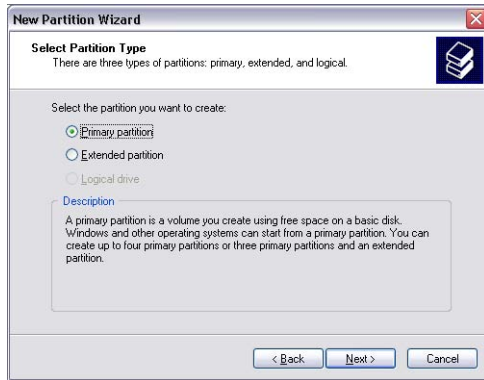 New Partition Wizard
Select Partition Type
There are three types of partitions: primary, extended, and logical.
Select the partition you want to create:
Primary partition
Extended partition
Logical drive
Description
A primary partition is a volume you create using free space on a basic disk.
Windows and other operating systems can start from a primary partition. You can
create up to four primary partitions or three primary partitions and an extended
partition.
< Back
Next >
Cancel